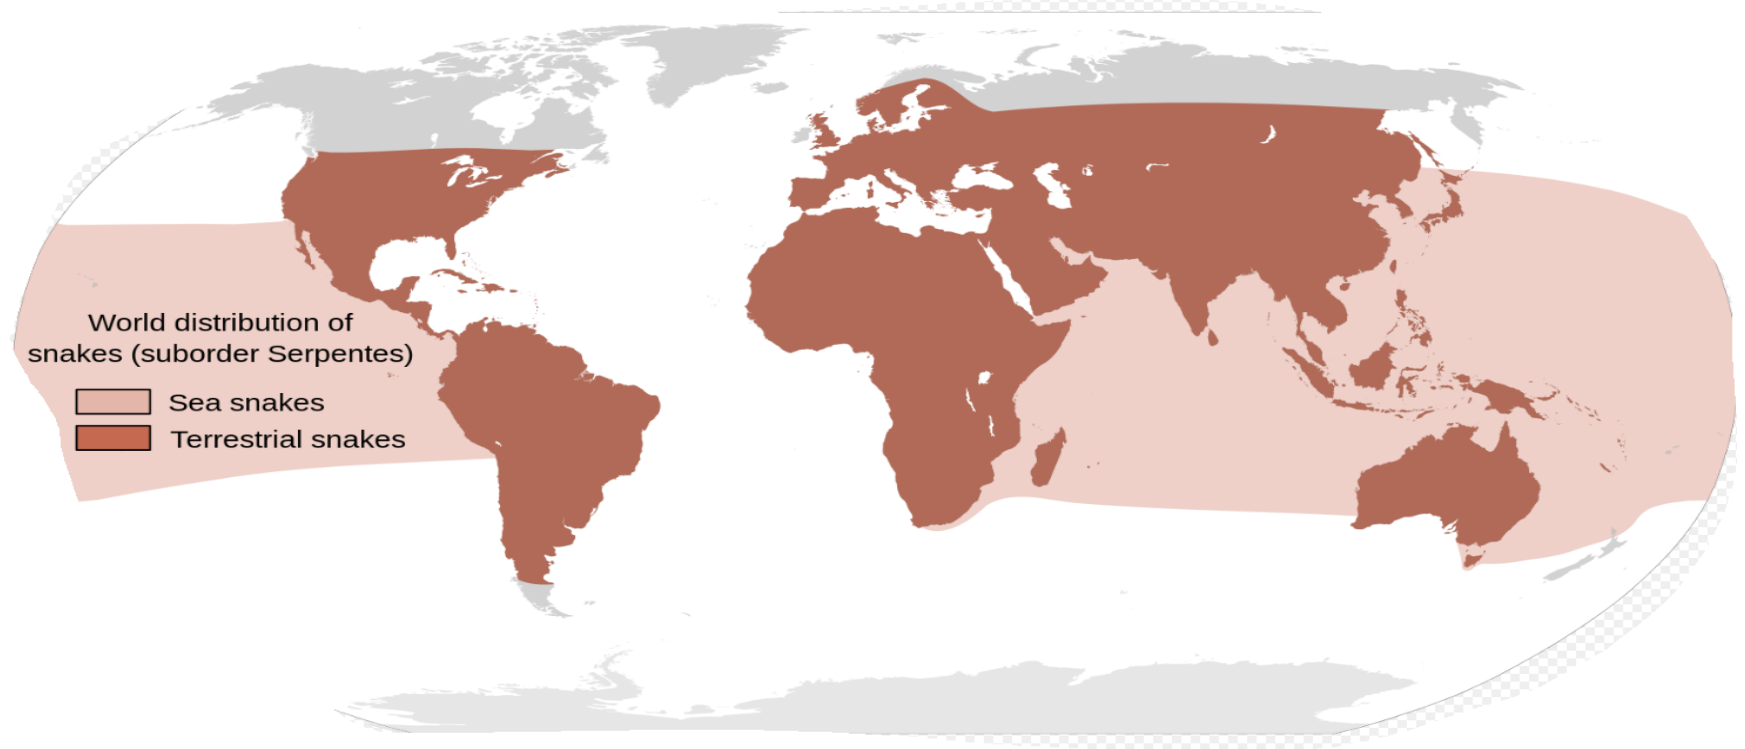 World distribution of
snakes (suborder Serpentes)
Sea snakes
Terrestrial snakes